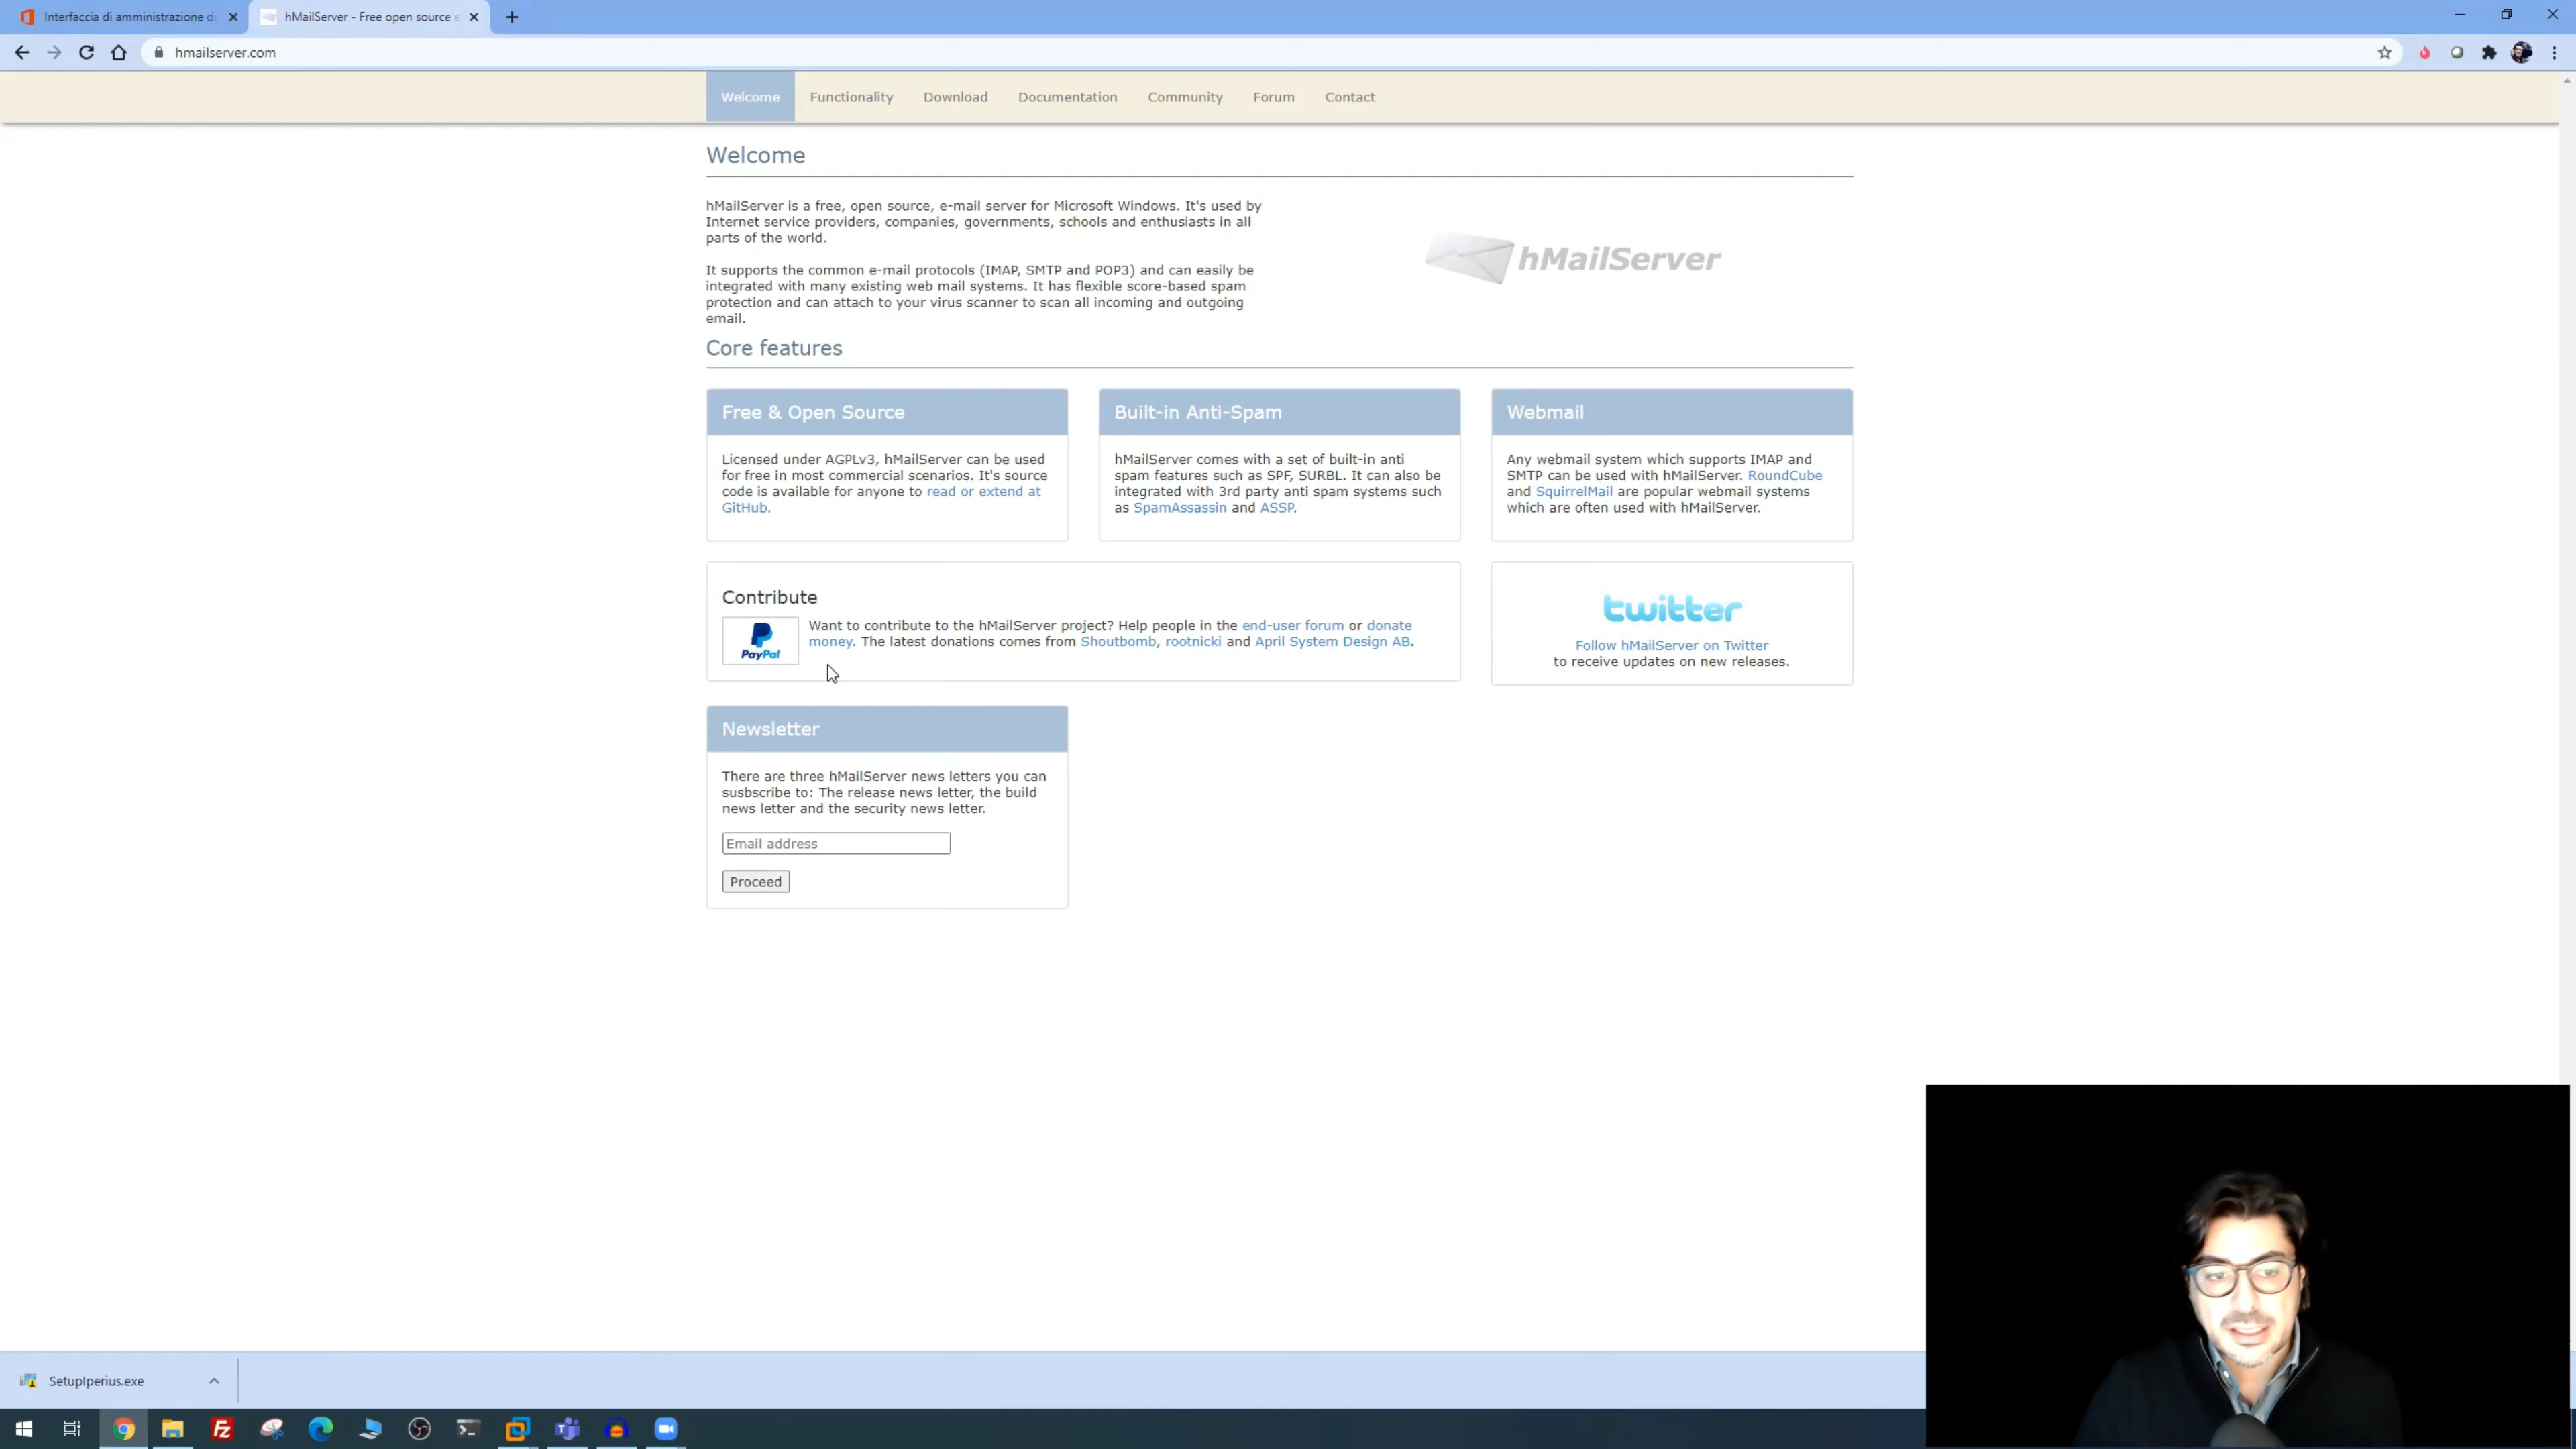 Interfaccia di amministrazione di
hMailServer - Free open source e
hmailserver.com
Welcome
Functionality
Download
Documentation
Community
Forum
Contact
Welcome
hMailServer is a free, open source, e-mail server for Microsoft Windows. It's used by
Internet service providers, companies, governments, schools and enthusiasts in all
parts of the world.
It supports the common e-mail protocols (IMAP, SMTP and POP3) and can easily be
integrated with many existing web mail systems. It has flexible score-based spam
protection and can attach to your virus scanner to scan all incoming and outgoing
email.
hMailServer
Core features
Free & Open Source
Licensed under AGPLv3, hMailServer can be used
for free in most commercial scenarios. It's source
code is available for anyone to read or extend at
GitHub.
Built-in Anti-Spam
hMailServer comes with a set of built-in anti
spam features such as SPF, SURBL. It can also be
integrated with 3rd party anti spam systems such
as SpamAssassin and ASSP.
Webmail
Any webmail system which supports IMAP and
SMTP can be used with hMailServer. RoundCube
and SquirrelMail are popular webmail systems
which are often used with hMailServer.
Contribute
PayPal
Want to contribute to the hMailServer project? Help people in the end-user forum or donate
money. The latest donations comes from Shoutbomb, rootnicki and April System Design AB.
twitter
Follow hMailServer on Twitter
to receive updates on new releases.
Newsletter
There are three hMailServer news letters you can
susbscribe to: The release news letter, the build
news letter and the security news letter.
Email address
Proceed
SetupIperius.exe